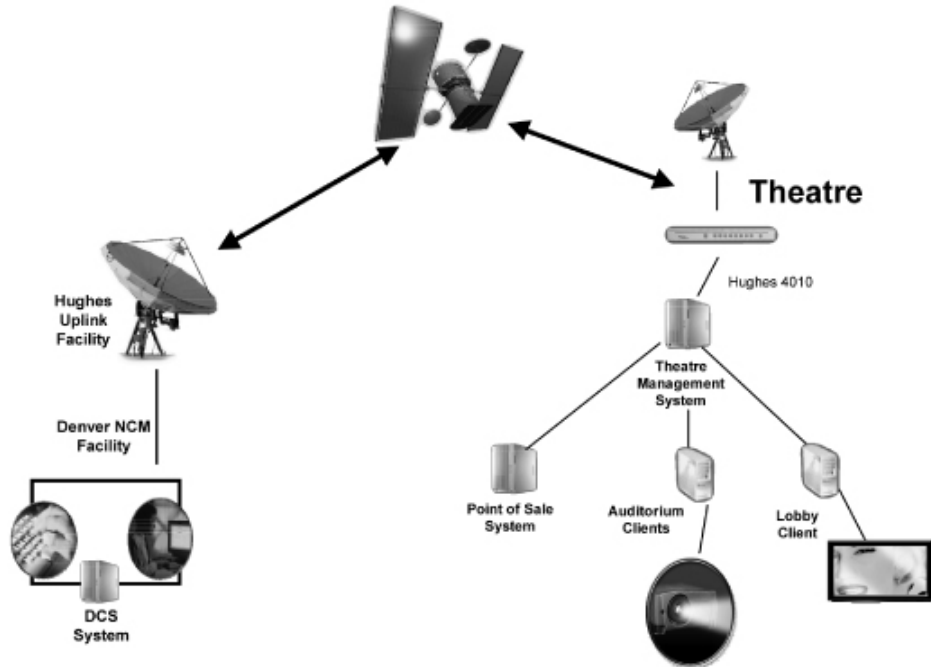 Theatre
Hughes 4010
Hughes
Uplink
Facility
Theatre
Management
System
Denver NCM
Facility
Point of Sale
System
Auditorium
Clients
Lobby
Client
DCS
System